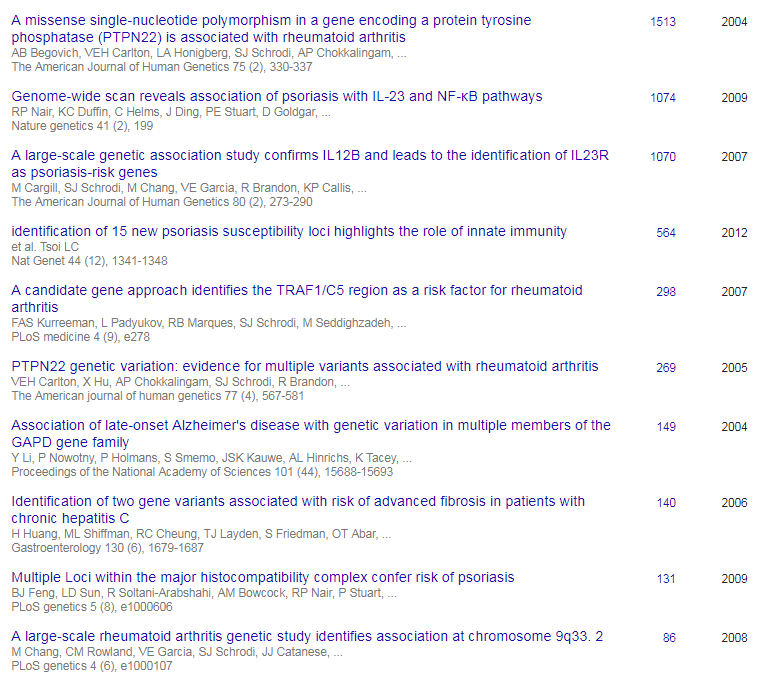 A missense single-nucleotide polymorphism in a gene encoding a protein tyrosine 1513 2004
phosphatase (PTPN22) is associated with rheumatoid arthritis
AB Begovich, VEH Carlton, LA Honigberg, SJ Schrodi, AP Chokkalingam, ...
The American Journal of Human Genetics 75 (2), 330-337
Genome-wide scan reveals association of psoriasis with IL-23 and NF-κB pathways 1074 2009
RP Nair, KC Duffin, C Helms, J Ding, PE Stuart, D Goldgar, ...
Nature genetics 41 (2), 199
A large-scale genetic association study confirms IL12B and leads to the identification of IL23R 1070 2007
as psoriasis-risk genes
M Cargill, SJ Schrodi, M Chang, VE Garcia, R Brandon, KP Callis, ...
The American Journal of Human Genetics 80 (2), 273-290
identification of 15 new psoriasis susceptibility loci highlights the role of innate immunity 564 2012
et al. Tsoi LC
Nat Genet 44 (12), 1341-1348
A candidate gene approach identifies the TRAF1/C5 region as a risk factor for rheumatoid 298 2007
arthritis
FAS Kurreeman, L Padyukov, RB Marques, SJ Schrodi, M Seddighzadeh, ...
PLoS medicine 4 (9), e278
PTPN22 genetic variation: evidence for multiple variants associated with rheumatoid arthritis 269 2005
VEH Carlton, X Hu, AP Chokkalingam, SJ Schrodi, R Brandon, ...
The American journal of human genetics 77 (4), 567-581
Association of late-onset Alzheimer's disease with genetic variation in multiple members of the 149 2004
GAPD gene family
Y Li, P Nowotny, P Holmans, S Smemo, JSK Kauwe, AL Hinrichs, K Tacey, ...
Proceedings of the National Academy of Sciences 101 (44), 15688-15693
Identification of two gene variants associated with risk of advanced fibrosis in patients with 140 2006
chronic hepatitis C
H Huang, ML Shiffman, RC Cheung, TJ Layden, S Friedman, OT Abar, ...
Gastroenterology 130 (6), 1679-1687
Multiple Loci within the major histocompatibility complex confer risk of psoriasis 131 2009
BJ Feng, LD Sun, R Soltani-Arabshahi, AM Bowcock, RP Nair, P Stuart, ...
PLoS genetics 5 (8), e1000606
A large-scale rheumatoid arthritis genetic study identifies association at chromosome 9q33. 2 86 2008
M Chang, CM Rowland, VE Garcia, SJ Schrodi, JJ Catanese, ...
PLoS genetics 4 (6), e1000107